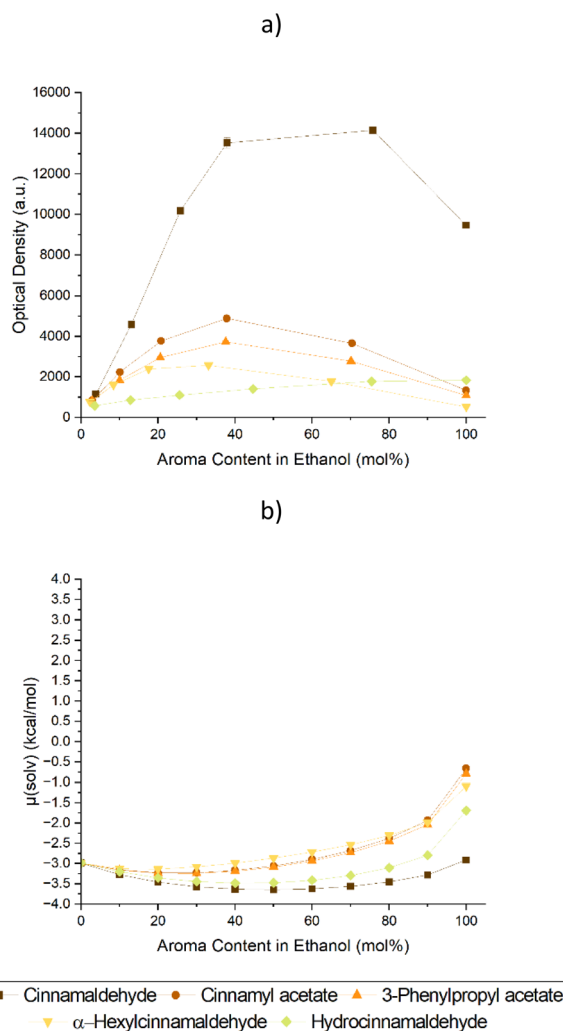 a)
16000
14000
12000
10000
8000
6000
4000
2000
0
Optical Density (a.u.)
0 20 40 60 80 100
Aroma Content in Ethanol (mol%)
b)
4.0
3.5
3.0
2.5
2.0
1.5
1.0
0.5
0.0
−0.5
−1.0
−1.5
−2.0
−2.5
−3.0
−3.5
−4.0
μ(solv) (kcal/mol)
0 20 40 60 80 100
Aroma Content in Ethanol (mol%)
Cinnamaldehyde Cinnamyl acetate 3-Phenylpropyl acetate
α–Hexylcinnamaldehyde Hydrocinnamaldehyde